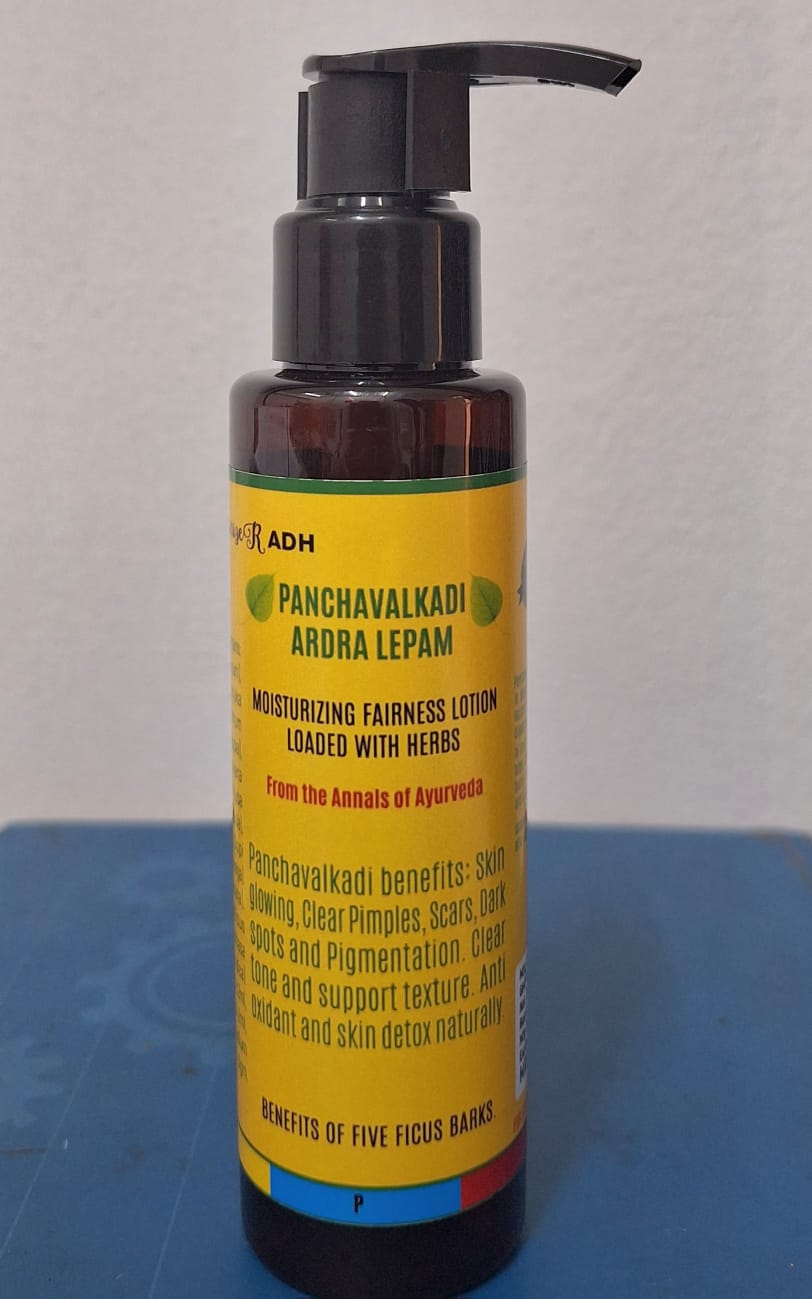 ADH
PANCHAVALKADI
ARDRA LEPAM
MOISTURIZING FAIRNESS LOTION
LOADED WITH HERBS
From the Annals of Ayurveda
Panchavalkadi benefits: Skin
glowing, Clear Pimples, Scars, Dark
spots and Pigmentation. Clear
tone and support texture. Anti
oxidant and skin detox naturally.
BENEFITS OF FIVE FICUS BARKS.
P